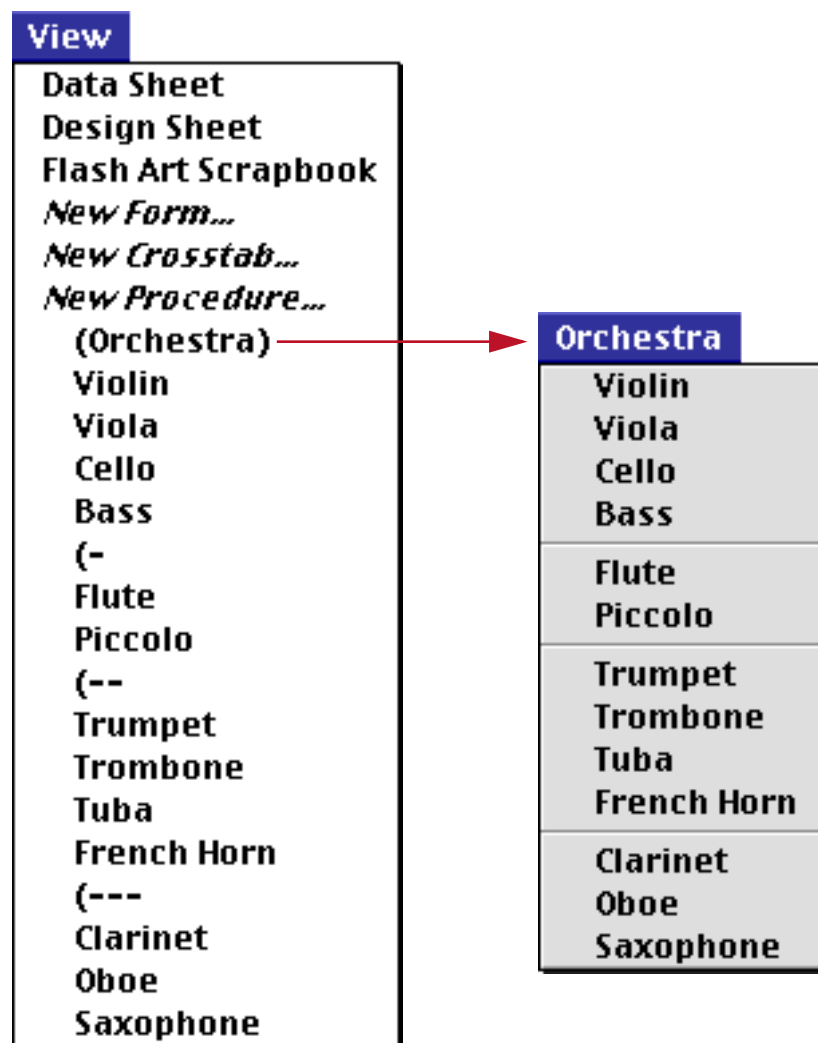 View
Data Sheet
Design Sheet
Flash Art Scrapbook
New Form...
New Crosstab...
New Procedure...
(Orchestra)
Violin
Viola
Cello
Bass
(-
Flute
Piccolo
(--
Trumpet
Trombone
Tuba
French Horn
(---
Clarinet
Oboe
Saxophone
Orchestra
Violin
Viola
Cello
Bass
Flute
Piccolo
Trumpet
Trombone
Tuba
French Horn
Clarinet
Oboe
Saxophone